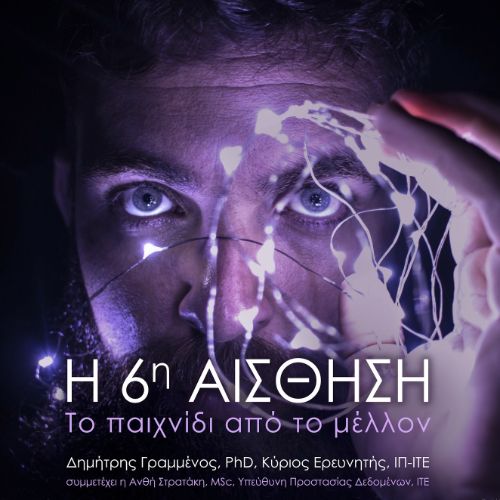 Η 6η ΑΙΣΘΗΣΗ
Το παιχνίδι από το μέλλον
Δημήτρης Γραμμένος, PhD, Κύριος Ερευνητής, ΙΠ-ΙΤΕ
συμμετέχει η Ανθή Στρατάκη, MSc, Υπεύθυνη Προστασίας Δεδομένων, ΙΤΕ